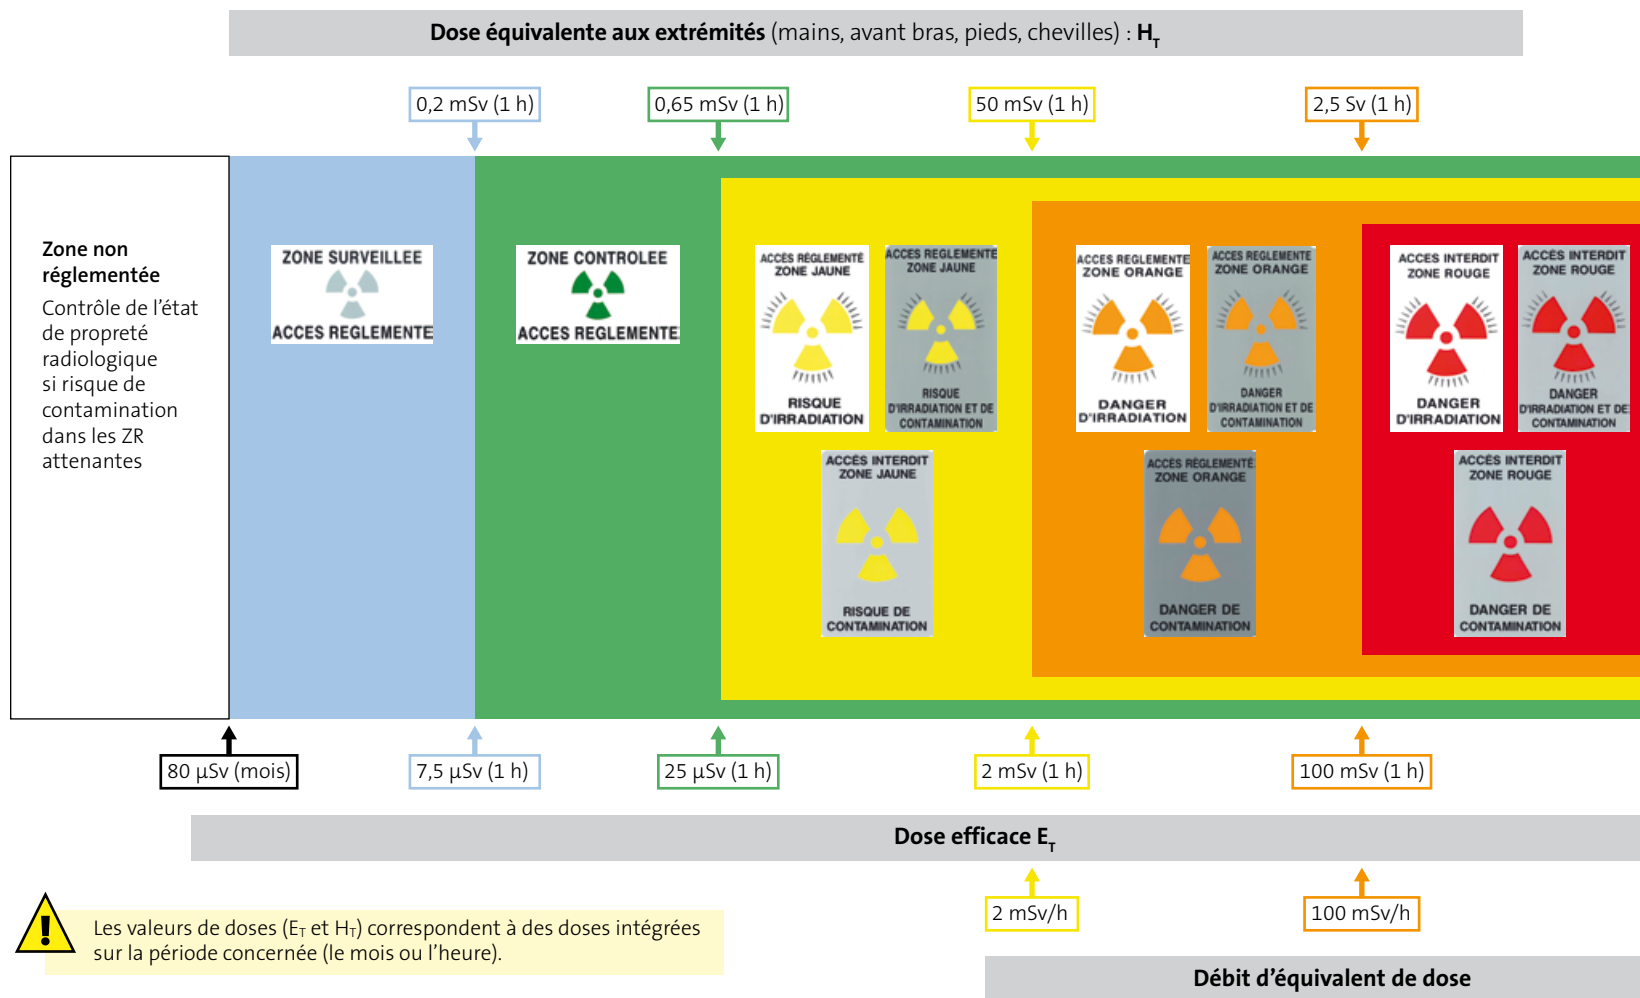 Dose équivalente aux extrémités (mains, avant bras, pieds, chevilles) : H_T
0,2 mSv (1 h)
0,65 mSv (1 h)
50 mSv (1 h)
2,5 Sv (1 h)
Zone non
réglementée
Contrôle de l'état
de propreté
radiologique
si risque de
contamination
dans les ZR
attenantes
ZONE SURVEILLEE
ACCES REGLEMENTE
ZONE CONTROLEE
ACCES REGLEMENTE
ACCÈS RÉGLEMENTÉ
ZONE JAUNE
RISQUE
D'IRRADIATION
ACCES REGLEMENTE
ZONE JAUNE
RISQUE
D'IRRADIATION ET DE
CONTAMINATION
ACCÈS INTERDIT
ZONE JAUNE
RISQUE DE
CONTAMINATION
ACCES REGLEMENTE
ZONE ORANGE
DANGER
D'IRRADIATION
ACCES REGLEMENTE
ZONE ORANGE
DANGER
D'IRRADIATION ET DE
CONTAMINATION
ACCÈS RÉGLEMENTÉ
ZONE ORANGE
DANGER DE
CONTAMINATION
ACCES INTERDIT
ZONE ROUGE
DANGER
D'IRRADIATION
ACCÈS INTERDIT
ZONE ROUGE
DANGER
D'IRRADIATION ET DE
CONTAMINATION
ACCÈS INTERDIT
ZONE ROUGE
DANGER DE
CONTAMINATION
80 µSv (mois)
7,5 µSv (1 h)
25 µSv (1 h)
2 mSv (1 h)
100 mSv (1 h)
Dose efficace E_T
2 mSv/h
100 mSv/h
Débit d'équivalent de dose
!
Les valeurs de doses (E_T et H_T) correspondent à des doses intégrées
sur la période concernée (le mois ou l'heure).